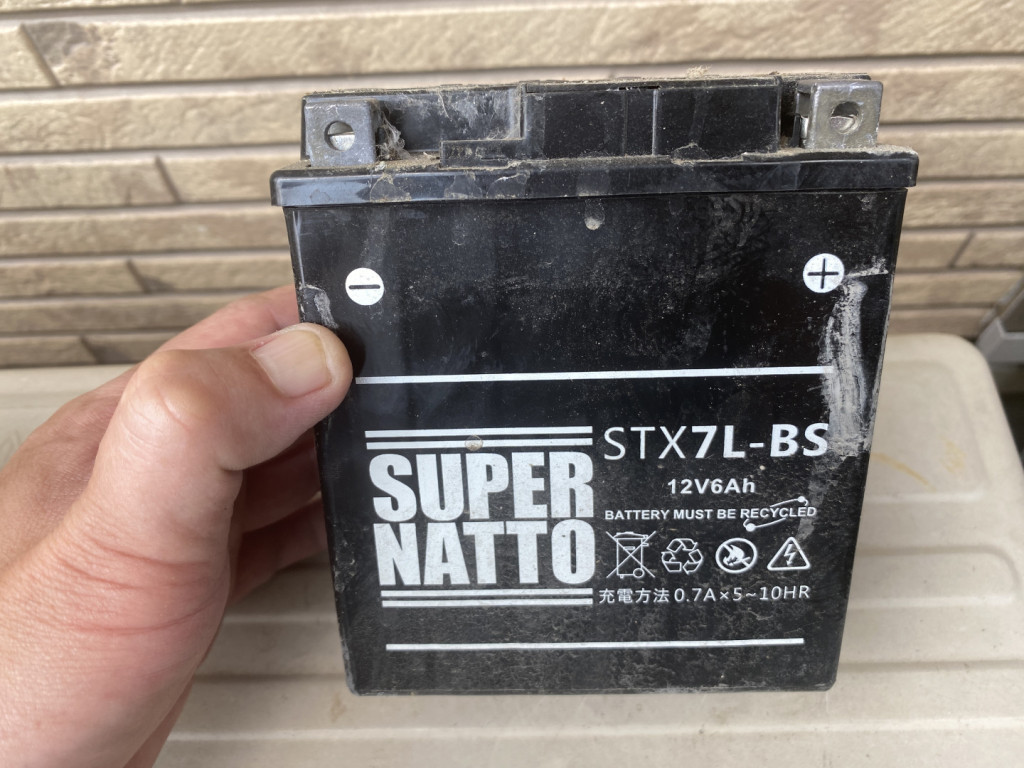 − +
SUPER
NATTO
STX7L-BS
12V6Ah
BATTERY MUST BE RECYCLED
充電方法 0.7A×5~10HR